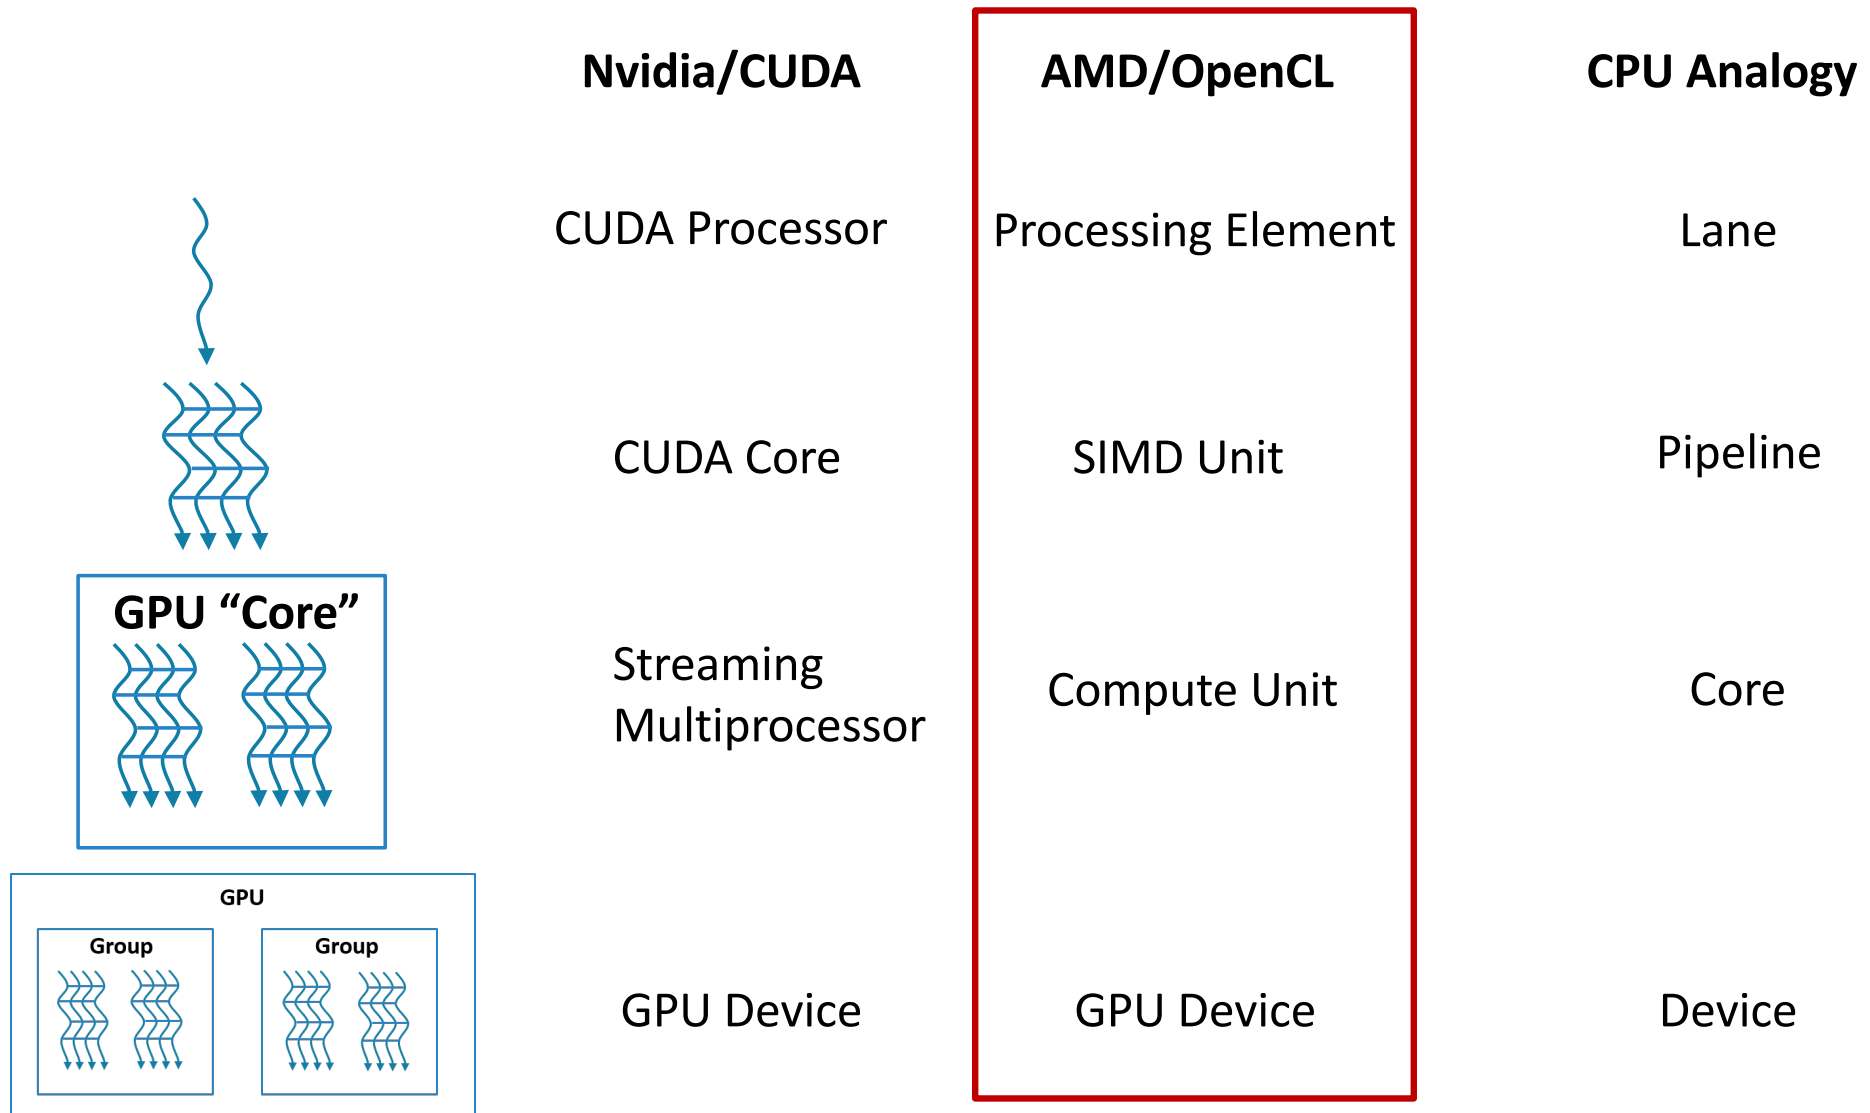 Nvidia/CUDA
AMD/OpenCL
CPU Analogy
CUDA Processor
Processing Element
Lane
CUDA Core
SIMD Unit
Pipeline
GPU “Core”
Streaming
Multiprocessor
Compute Unit
Core
GPU
Group
Group
GPU Device
GPU Device
Device